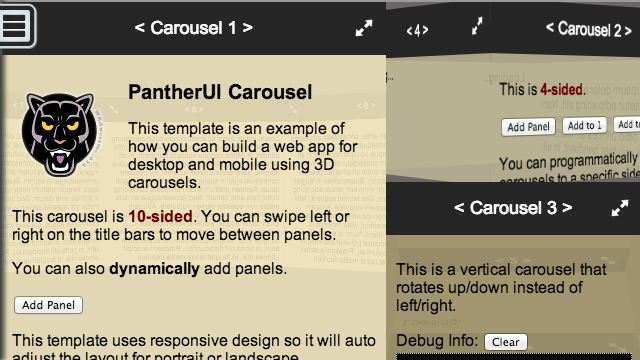 < Carousel 1 >
PantherUI Carousel
This template is an example of
how you can build a web app for
desktop and mobile using 3D
carousels.
This carousel is 10-sided. You can swipe left or
right on the title bars to move between panels.
You can also dynamically add panels.
Add Panel
This template uses responsive design so it will auto
adjust the layout for portrait or landscape
< 4 >
< Carousel 2 >
This is 4-sided.
Add Panel Add to 1 Add to
You can programmatically
carousels to a specific side
< Carousel 3 >
This is a vertical carousel that
rotates up/down instead of
left/right.
Debug Info: Clear